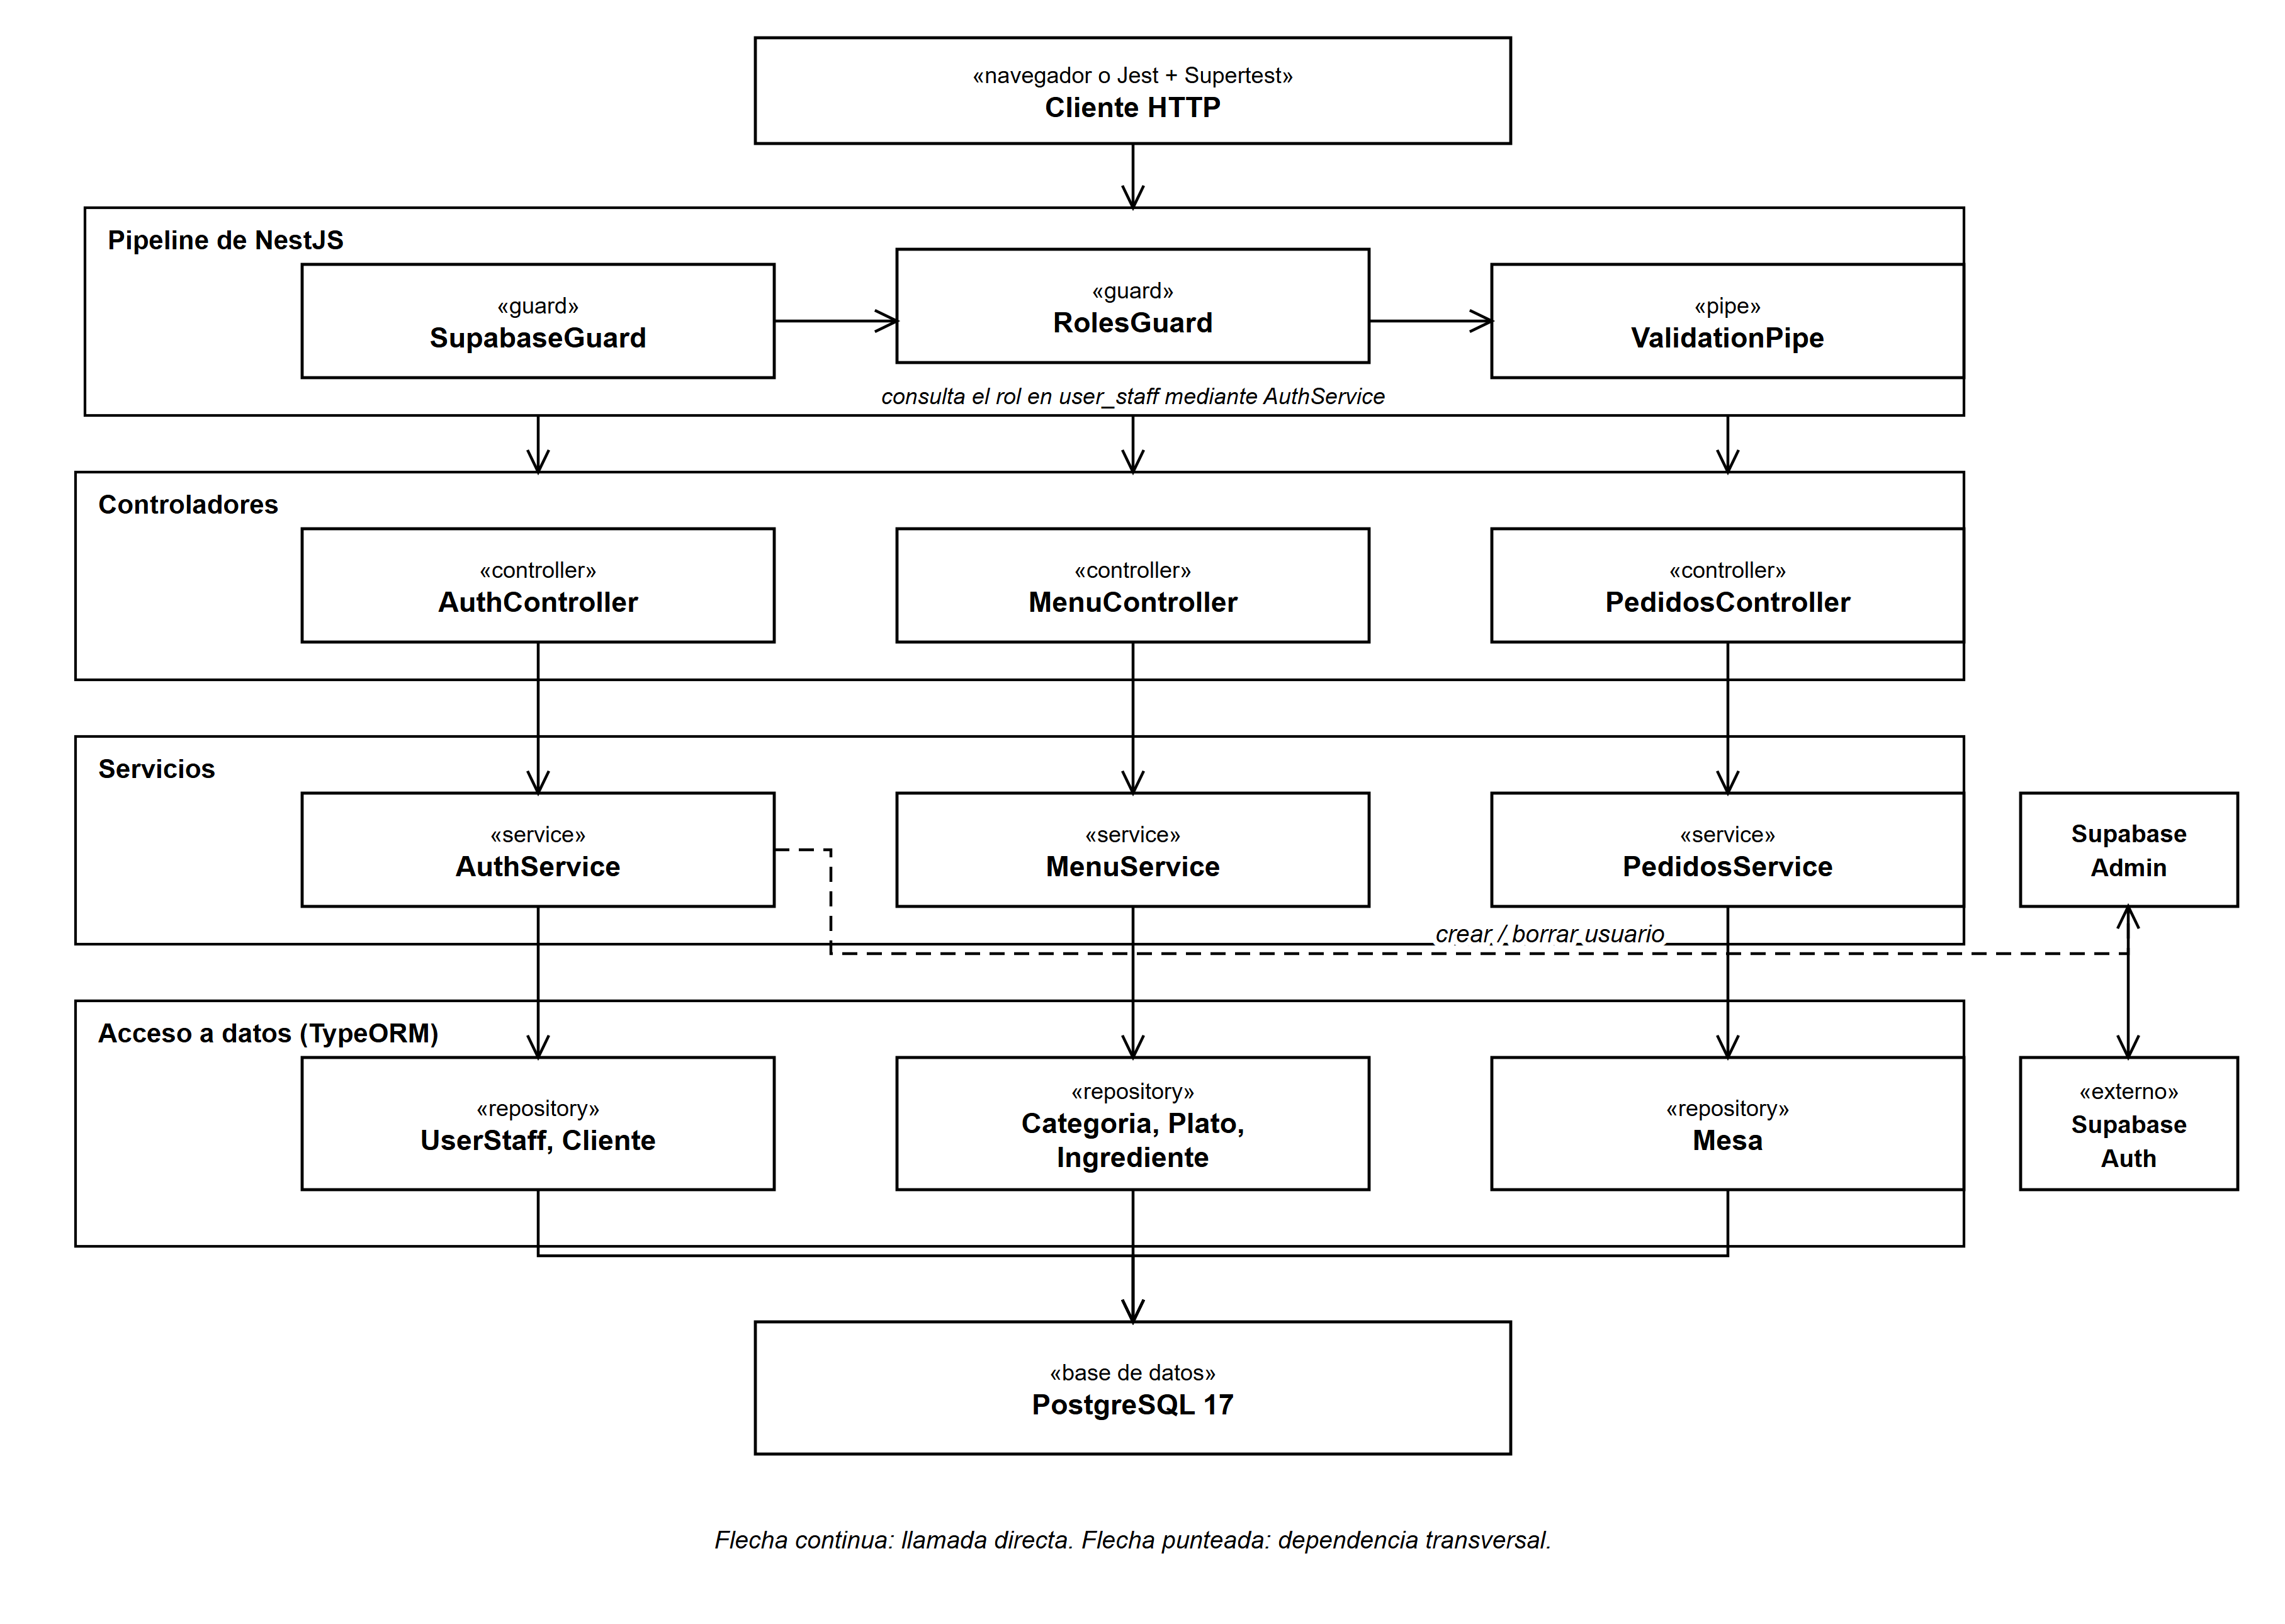 «navegador o Jest + Supertest»
Cliente HTTP
Pipeline de NestJS
«guard»
SupabaseGuard
«guard»
RolesGuard
«pipe»
ValidationPipe
consulta el rol en user_staff mediante AuthService
Controladores
«controller»
AuthController
«controller»
MenuController
«controller»
PedidosController
Servicios
«service»
AuthService
«service»
MenuService
«service»
PedidosService
Supabase
Admin
crear / borrar usuario
Acceso a datos (TypeORM)
«repository»
UserStaff, Cliente
«repository»
Categoria, Plato,
Ingrediente
«repository»
Mesa
«externo»
Supabase
Auth
«base de datos»
PostgreSQL 17
Flecha continua: llamada directa. Flecha punteada: dependencia transversal.